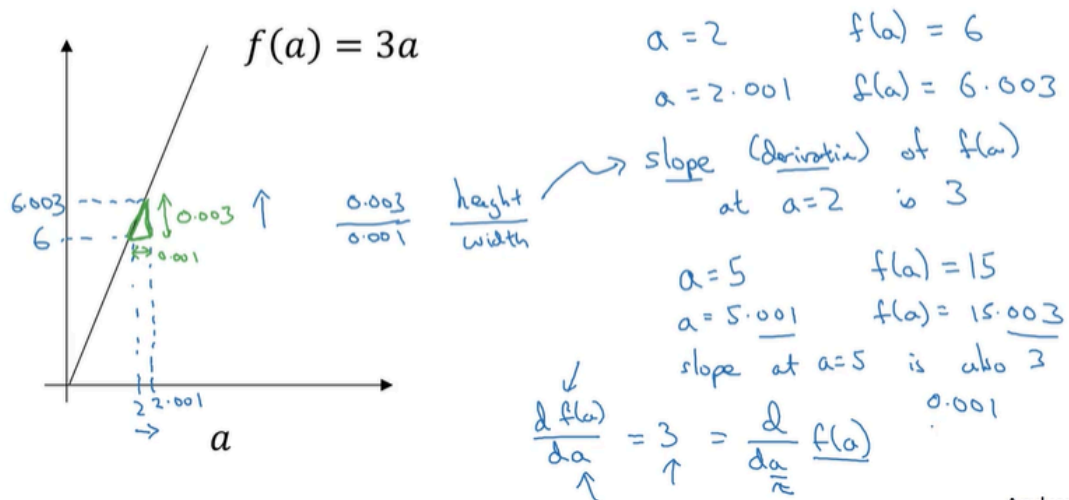 f(a) = 3a
a = 2 f(a) = 6
a = 2.001 f(a) = 6.003
slope (derivative) of f(a)
at a=2 is 3
6.003
6
0.003
0.001
2 2.001
a
0.003 height
0.001 width
a = 5 f(a) = 15
a = 5.001 f(a) = 15.003
slope at a=5 is also 3
0.001
d f(a) / da = 3 = d / da f(a)